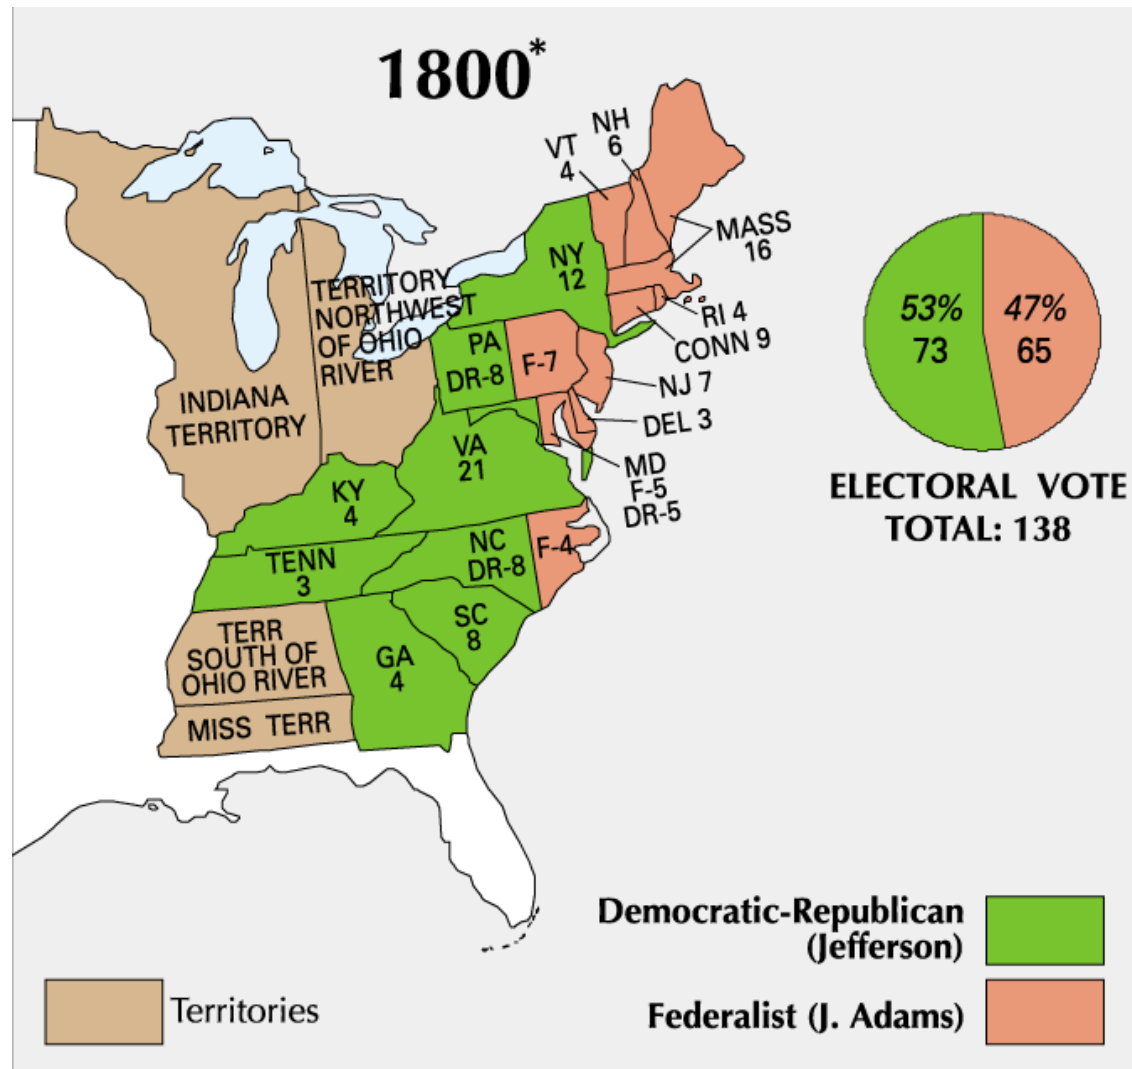 1800*
VT
4
NH
6
MASS
16
NY
12
RI 4
CONN 9
NJ 7
DEL 3
MD
F-5
DR-5
PA
DR-8
F-7
TERRITORY
NORTHWEST
OF OHIO
RIVER
INDIANA
TERRITORY
VA
21
KY
4
TENN
3
NC
DR-8
F-4
SC
8
GA
4
TERR
SOUTH OF
OHIO RIVER
MISS TERR
53%
73
47%
65
ELECTORAL VOTE
TOTAL: 138
Democratic-Republican
(Jefferson)
Federalist (J. Adams)
Territories